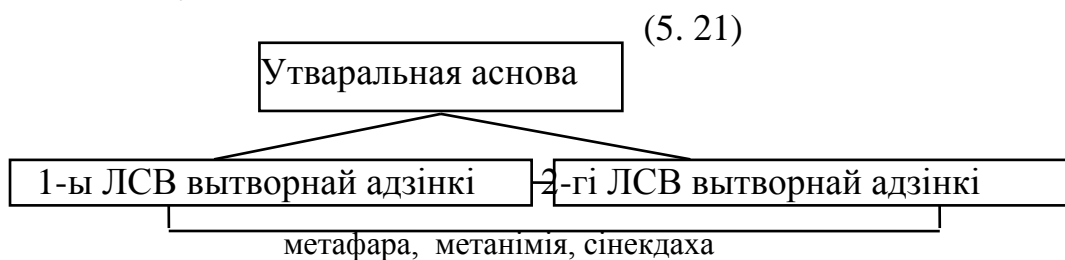 (5. 21)
Утваральная аснова
1-ы ЛСВ вытворнай адзінкі 2-гі ЛСВ вытворнай адзінкі
метафара, метанімія, сінекдаха